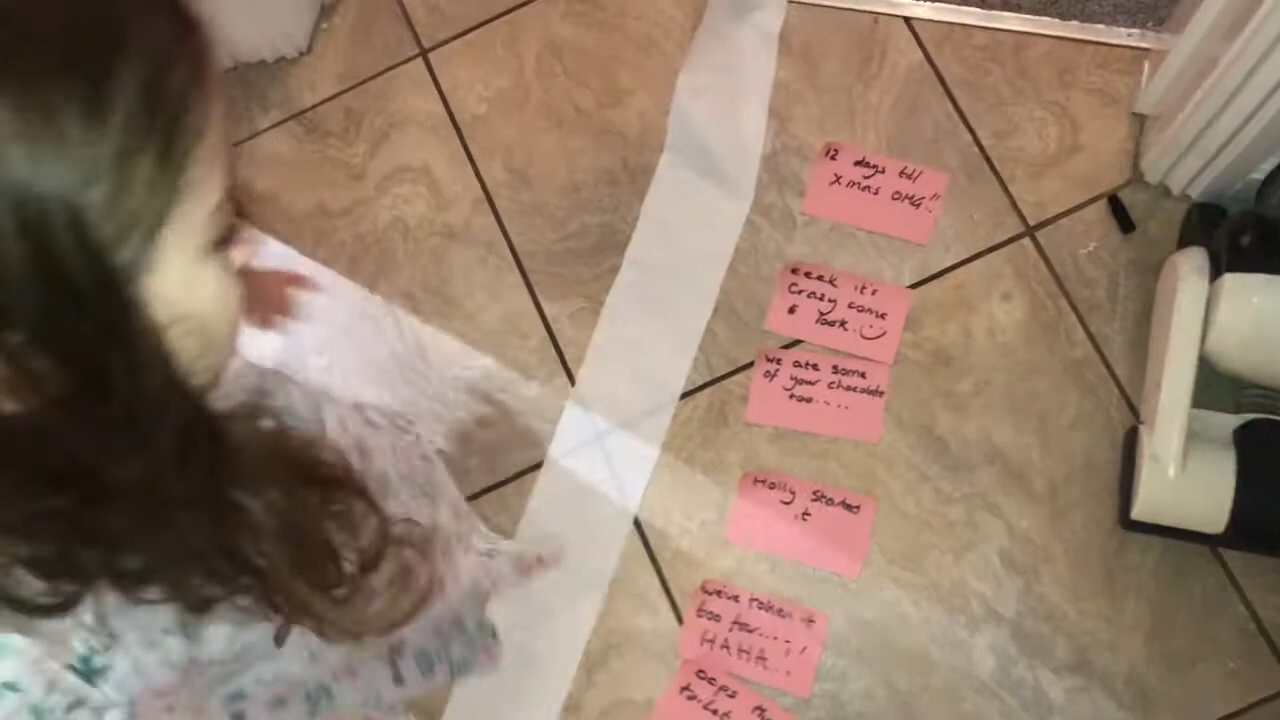 12 days till
Xmas OMG!!
eeek it's
Crazy come
& look. :)
we ate some
of your chocolate
too.....
Holly started
it
we've taken it
too far.....!
HAHA..!
oops
toilet